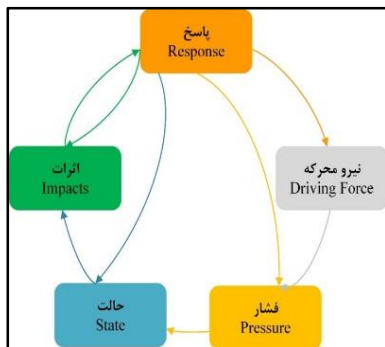 پاسخ
Response
اثرات
Impacts
نیرو محرکه
Driving Force
حالت
State
فشار
Pressure